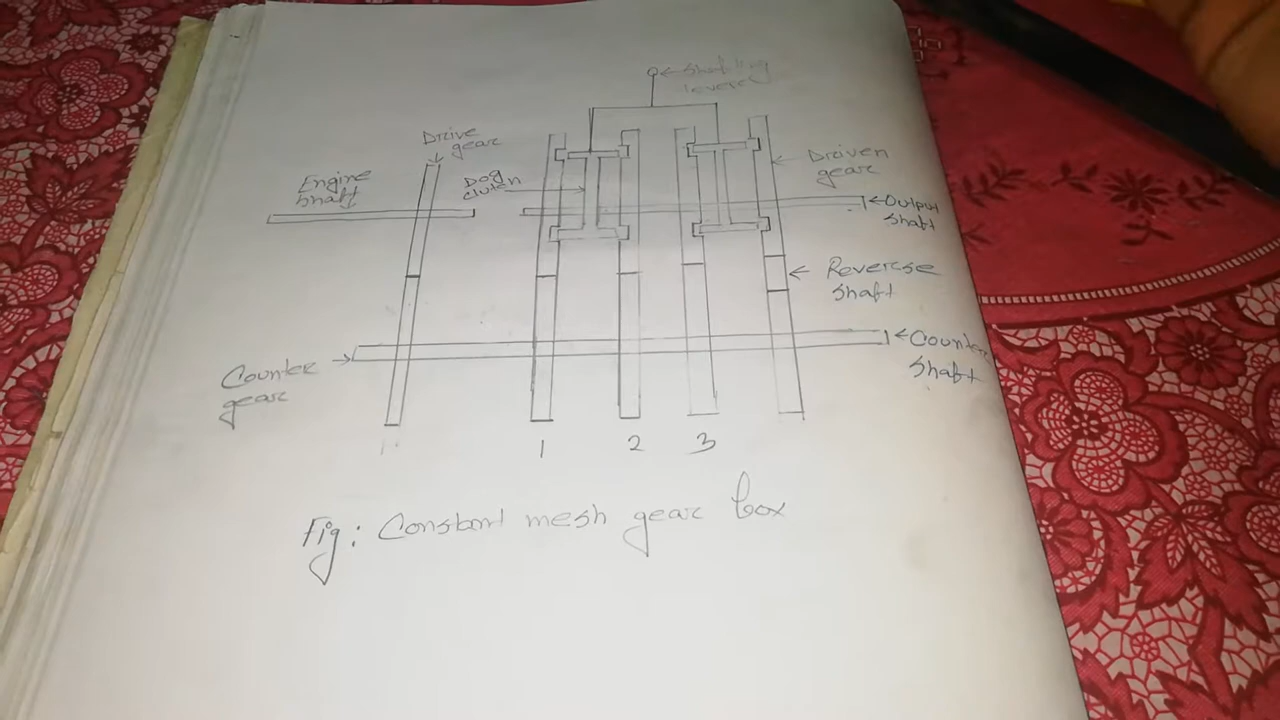 Shafting
lever
Drive
gear
Engine
Shaft
Dog
clutch
Driven
gear
Output
Shaft
Reverse
Shaft
Counter
gear
Counter
Shaft
1
2
3
Fig: Constant mesh gear box